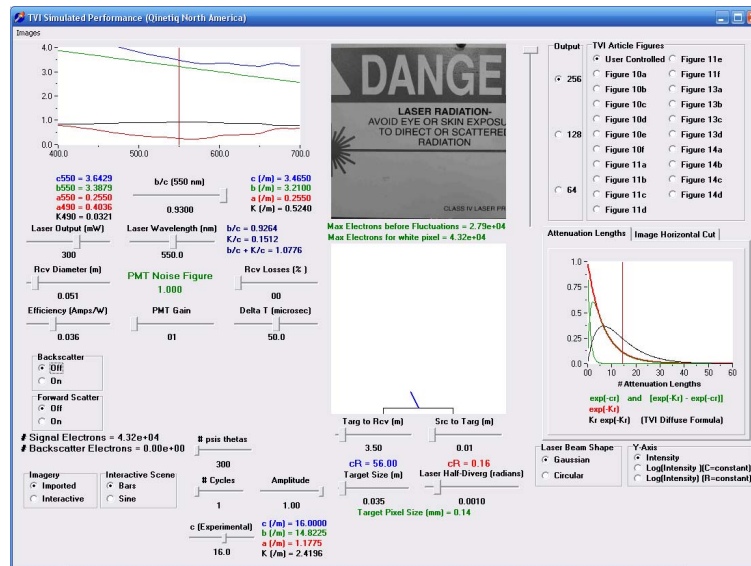 TVI Simulated Performance (Qinetiq North America)
Images
4.0
3.0
2.0
1.0
0.0
400.0 500.0 600.0 700.0
c550 = 3.6429
b550 = 3.3879
a550 = 0.2550
a490 = 0.4036
K490 = 0.0321
b/c (550 nm)
0.9300
c (/m) = 3.4650
b (/m) = 3.2100
a (/m) = 0.2550
K (/m) = 0.5240
Laser Output (mW)
300
Laser Wavelength (nm)
550.0
b/c = 0.9264
K/c = 0.1512
b/c + K/c = 1.0776
Rcv Diameter (m)
0.051
PMT Noise Figure
1.000
Rcv Losses (% )
00
Efficiency (Amps/W)
0.036
PMT Gain
01
Delta T (microsec)
50.0
Backscatter
Off
On
Forward Scatter
Off
On
# Signal Electrons = 4.32e+04
# Backscatter Electrons = 0.00e+00
# psis thetas
300
Imagery
Imported
Interactive
Interactive Scene
Bars
Sine
# Cycles
1
Amplitude
1.00
c (Experimental)
16.0
c (/m) = 16.0000
b (/m) = 14.8225
a (/m) = 1.1775
K (/m) = 2.4196
DANGE
LASER RADIATION-
AVOID EYE OR SKIN EXPOSU
TO DIRECT OR SCATTERED
RADIATION
CLASS IV LASER PR
Max Electrons before Fluctuations = 2.79e+04
Max Electrons for white pixel = 4.32e+04
Targ to Rcv (m)
3.50
Src to Targ (m)
0.01
cR = 56.00
cR = 0.16
Target Size (m)
0.035
Laser Half-Diverg (radians)
0.0010
Target Pixel Size (mm) = 0.14
Output
256
128
64
TVI Article Figures
User Controlled
Figure 10a
Figure 10b
Figure 10c
Figure 10d
Figure 10e
Figure 10f
Figure 11a
Figure 11b
Figure 11c
Figure 11d
Figure 11e
Figure 11f
Figure 13a
Figure 13b
Figure 13c
Figure 13d
Figure 14a
Figure 14b
Figure 14c
Figure 14d
Attenuation Lengths
Image Horizontal Cut
1.0
0.8
0.5
0.3
0.0
00 10 20 30 40 50 60
# Attenuation Lengths
exp(-cr) and [exp(-Kr) - exp(-cr)]
exp(-Kr)
Kr exp(-Kr) (TVI Diffuse Formula)
Laser Beam Shape
Gaussian
Circular
Y-Axis
Intensity
Log(Intensity )(C=constant)
Log(Intensity) (R=constant)